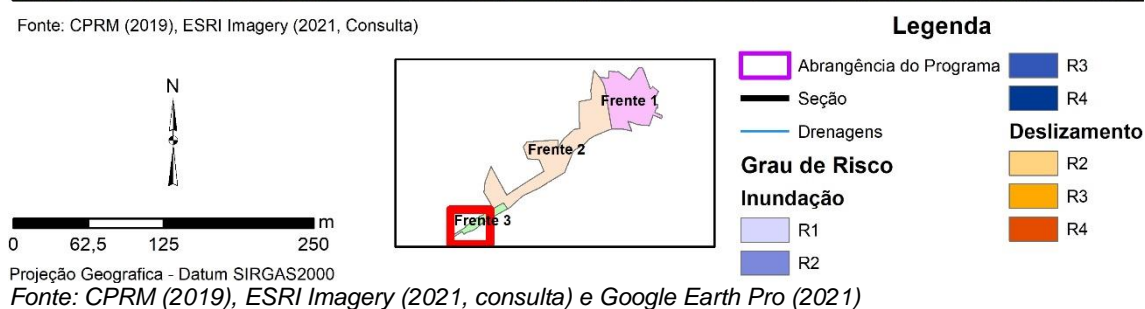 Fonte: CPRM (2019), ESRI Imagery (2021, Consulta)
N
m
0 62,5 125 250
Projeção Geografica - Datum SIRGAS2000
Frente 1
Frente 2
Frente 3
Legenda
Abrangência do Programa
Seção
Drenagens
Grau de Risco
Inundação
R1
R2
R3
R4
Deslizamento
R2
R3
R4
Fonte: CPRM (2019), ESRI Imagery (2021, consulta) e Google Earth Pro (2021)